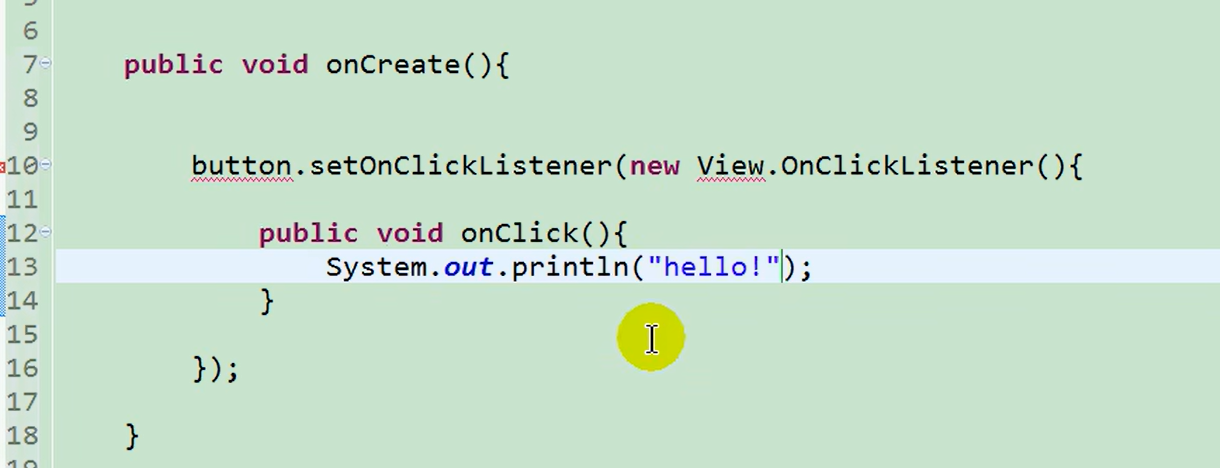 6
7 public void onCreate(){
8
9
10 button.setOnClickListener(new View.OnClickListener(){
11
12 public void onClick(){
13 System.out.println("hello!");
14 }
15
16 });
17
18 }